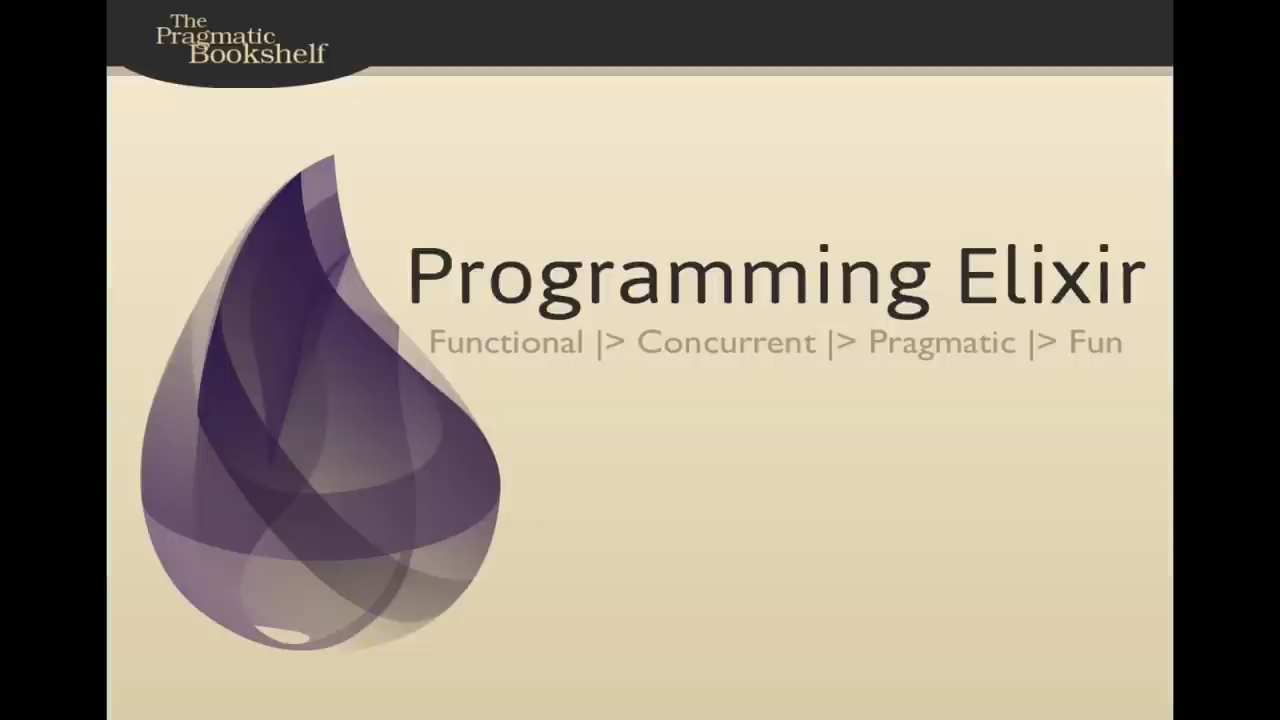 The
Pragmatic
Bookshelf
Programming Elixir
Functional |> Concurrent |> Pragmatic |> Fun